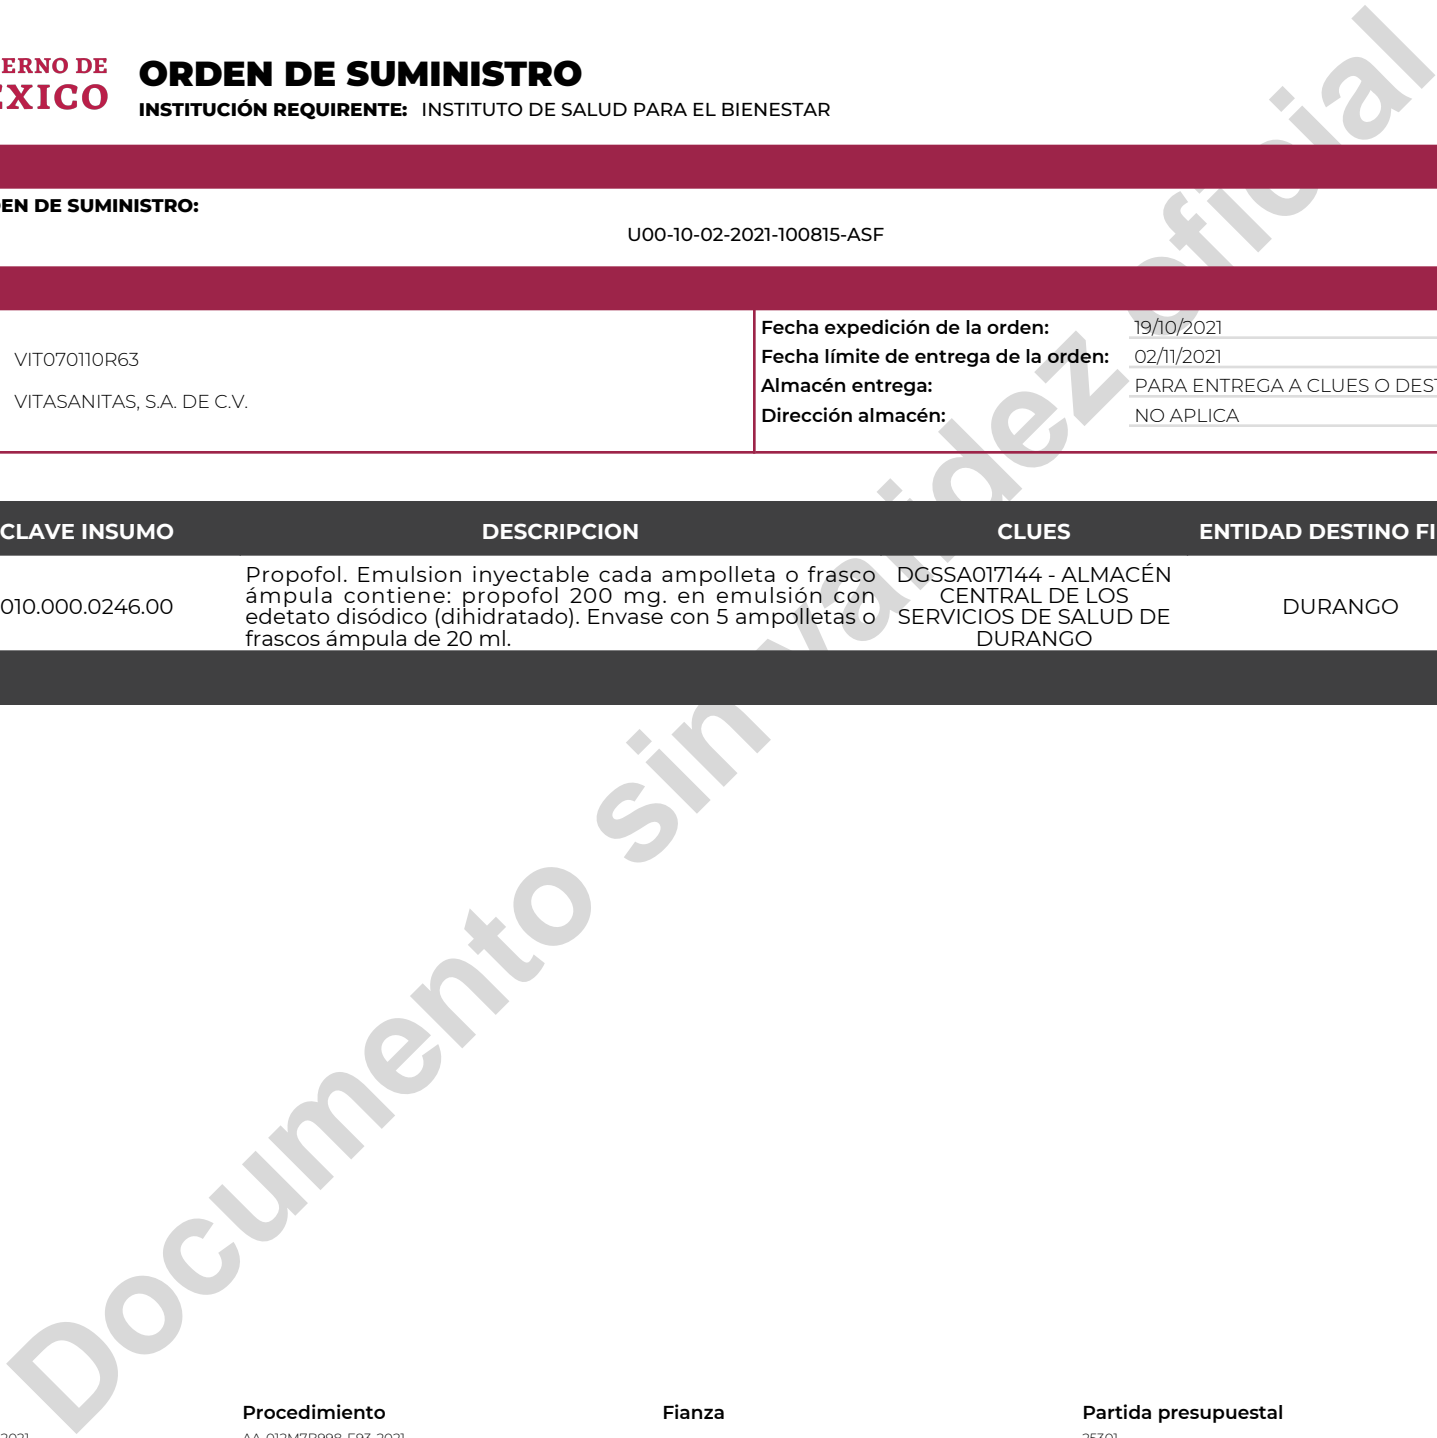 ERNO DE
EXICO
ORDEN DE SUMINISTRO
INSTITUCIÓN REQUIRENTE: INSTITUTO DE SALUD PARA EL BIENESTAR
EN DE SUMINISTRO:
U00-10-02-2021-100815-ASF
VIT070110R63
VITASANITAS, S.A. DE C.V.
Fecha expedición de la orden: 19/10/2021
Fecha límite de entrega de la orden: 02/11/2021
Almacén entrega: PARA ENTREGA A CLUES O DEST
Dirección almacén: NO APLICA
CLAVE INSUMO DESCRIPCION CLUES ENTIDAD DESTINO FI
010.000.0246.00
Propofol. Emulsion inyectable cada ampolleta o frasco
ámpula contiene: propofol 200 mg. en emulsión con
edetato disódico (dihidratado). Envase con 5 ampolletas o
frascos ámpula de 20 ml.
DGSSA017144 - ALMACÉN
CENTRAL DE LOS
SERVICIOS DE SALUD DE
DURANGO
DURANGO
Documento sin validez oficial
Procedimiento Fianza Partida presupuestal